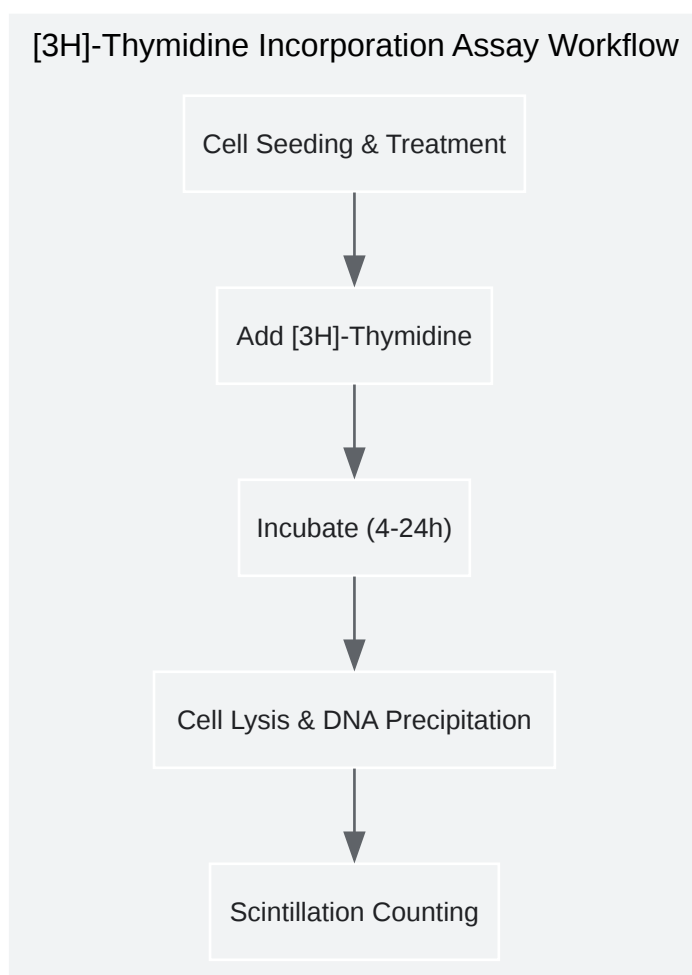 [3H]-Thymidine Incorporation Assay Workflow
Cell Seeding & Treatment
Add [3H]-Thymidine
Incubate (4-24h)
Cell Lysis & DNA Precipitation
Scintillation Counting